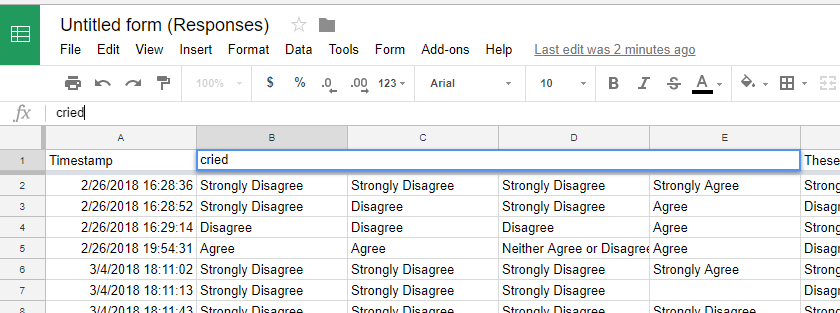 Untitled form (Responses)
File Edit View Insert Format Data Tools Form Add-ons Help Last edit was 2 minutes ago
100% $ % .0 .00 123 Arial 10 B I S A
fx cried
A B C D E
1 Timestamp cried These
2 2/26/2018 16:28:36 Strongly Disagree Strongly Disagree Strongly Disagree Strongly Agree Strong
3 2/26/2018 16:28:52 Strongly Disagree Disagree Strongly Disagree Agree Disagr
4 2/26/2018 16:29:14 Disagree Disagree Disagree Agree Strong
5 2/26/2018 19:54:31 Agree Agree Neither Agree or Disagree Agree Disagr
6 3/4/2018 18:11:02 Strongly Disagree Strongly Disagree Strongly Disagree Strongly Agree Strong
7 3/4/2018 18:11:13 Strongly Disagree Strongly Disagree Strongly Disagree Disagr
8 3/4/2018 18:11:43 Strongly Disagree Strongly Disagree Strongly Disagree Strongly Disagree Strong